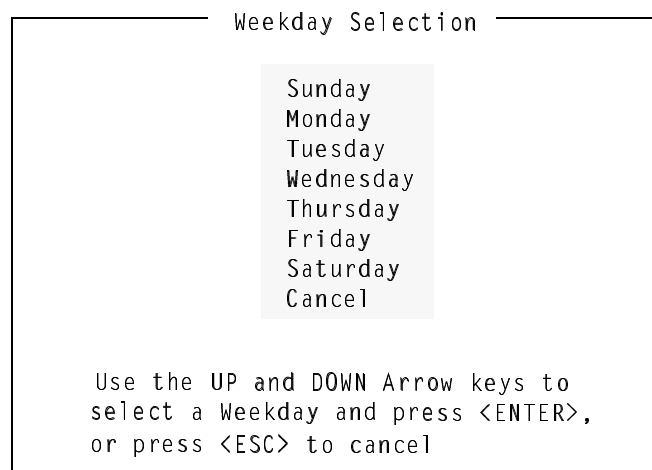 Weekday Selection
Sunday
Monday
Tuesday
Wednesday
Thursday
Friday
Saturday
Cancel
Use the UP and DOWN Arrow keys to
select a Weekday and press <ENTER>,
or press <ESC> to cancel